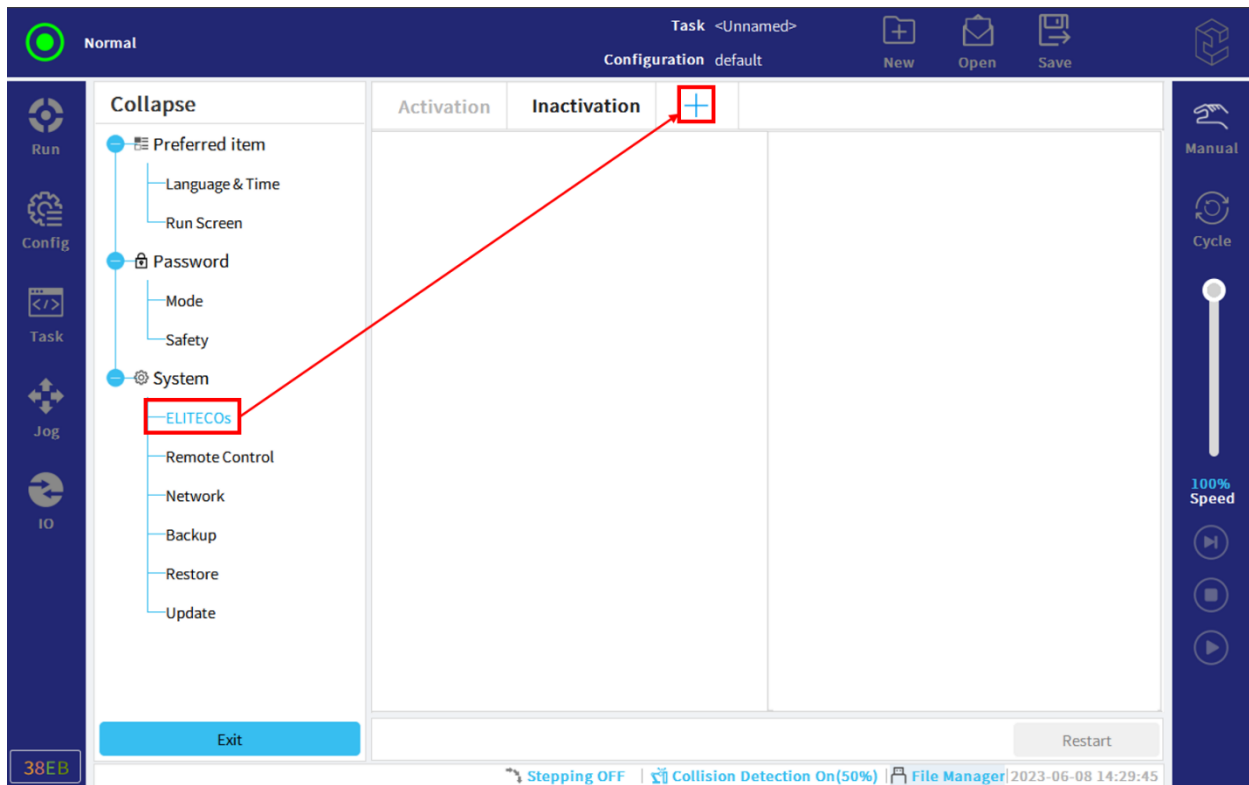 Normal
Task <Unnamed>
Configuration default
New
Open
Save
Run
Config
Task
Jog
IO
38EB
Collapse
Preferred item
Language & Time
Run Screen
Password
Mode
Safety
System
ELITECOs
Remote Control
Network
Backup
Restore
Update
Exit
Activation Inactivation
Restart
Manual
Cycle
100%
Speed
Stepping OFF | Collision Detection On(50%) | File Manager|2023-06-08 14:29:45